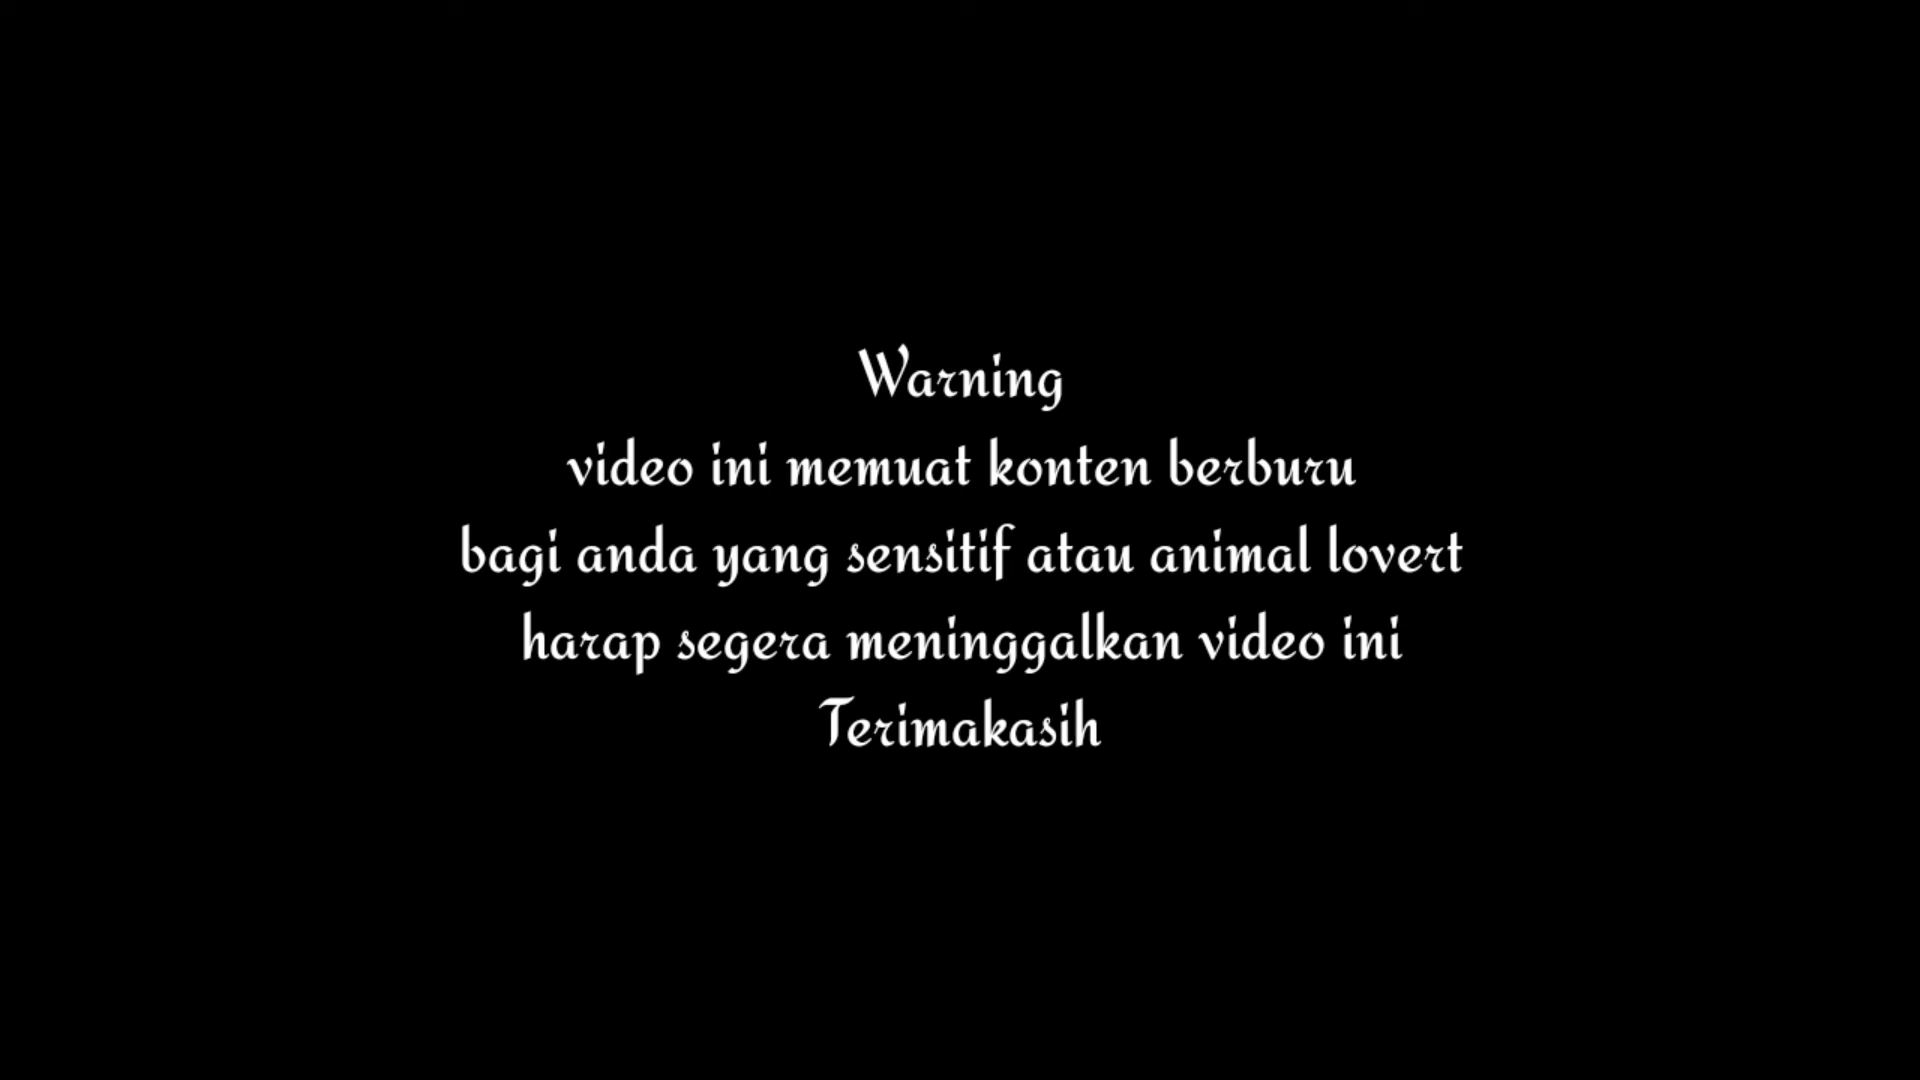 Warning
video ini memuat konten berburu
bagi anda yang sensitif atau animal lovert
harap segera meninggalkan video ini
Terimakasih